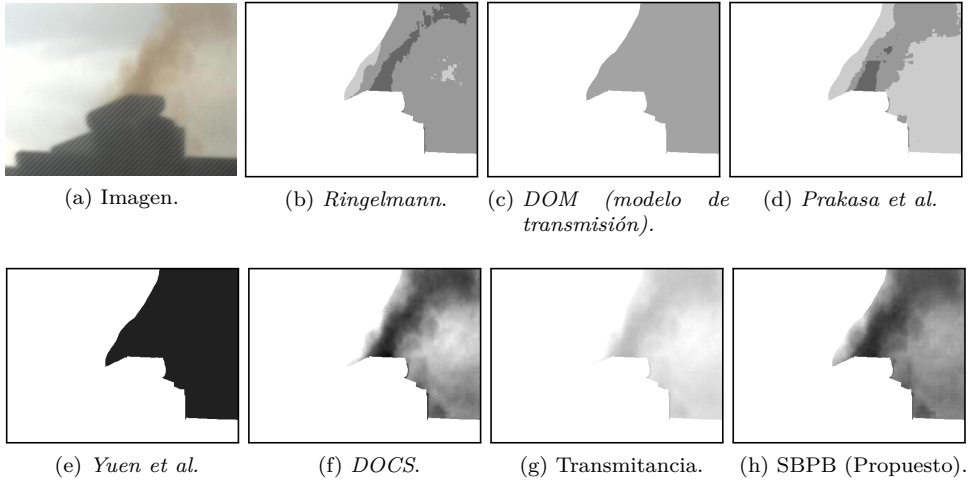 (a) Imagen.
(b) Ringelmann.
(c) DOM (modelo de
transmisión).
(d) Prakasa et al.
(e) Yuen et al.
(f) DOCS.
(g) Transmitancia.
(h) SBPB (Propuesto).